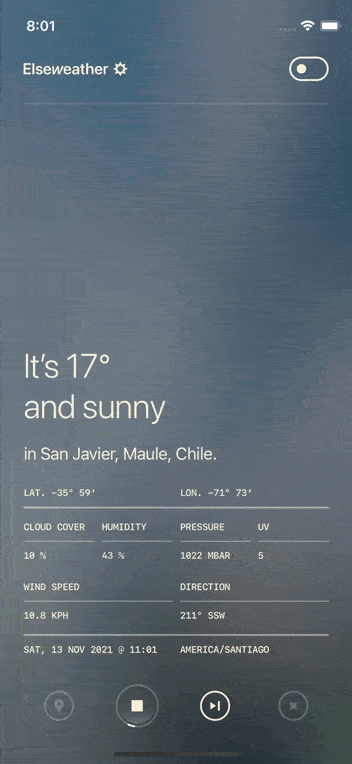 8:01
Elseweather
It's 17°
and sunny
in San Javier, Maule, Chile.
LAT. −35° 59' LON. −71° 73'
CLOUD COVER HUMIDITY PRESSURE UV
10 % 43 % 1022 MBAR 5
WIND SPEED DIRECTION
10.8 KPH 211° SSW
SAT, 13 NOV 2021 @ 11:01 AMERICA/SANTIAGO